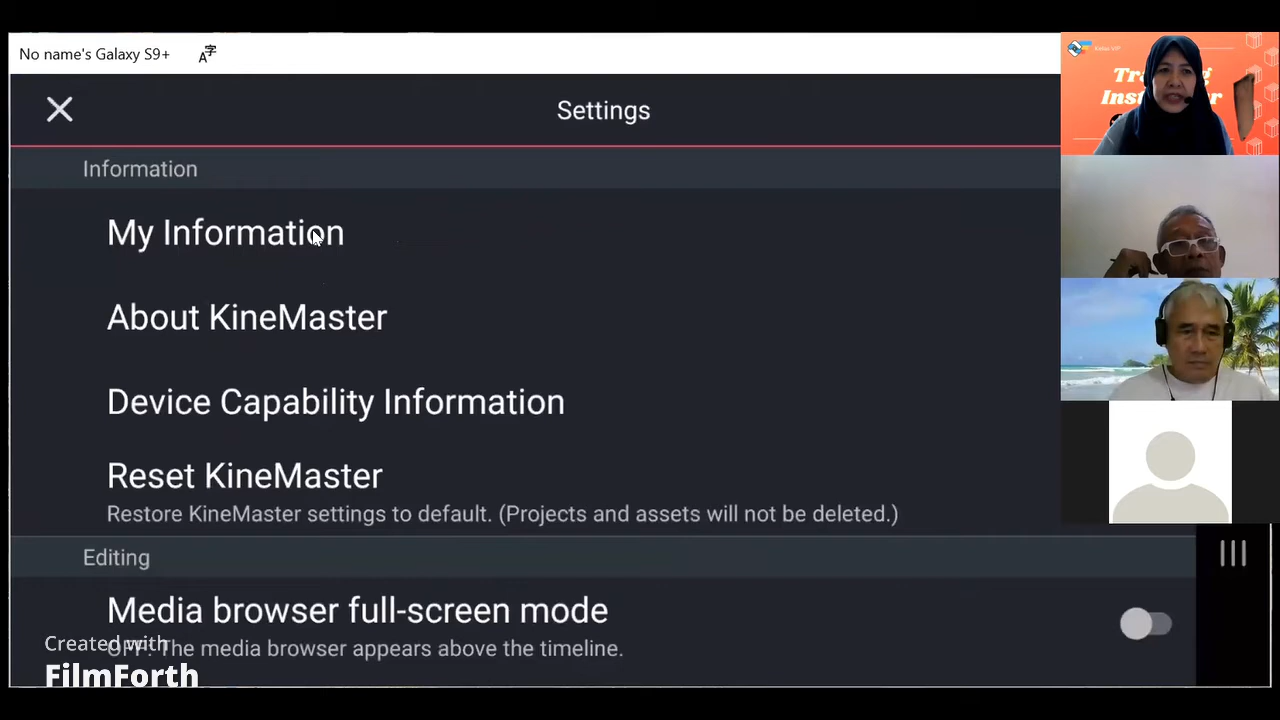 No name's Galaxy S9+
Settings
Information
My Information
About KineMaster
Device Capability Information
Reset KineMaster
Restore KineMaster settings to default. (Projects and assets will not be deleted.)
Editing
Media browser full-screen mode
OFF: The media browser appears above the timeline.
Created with
FilmForth